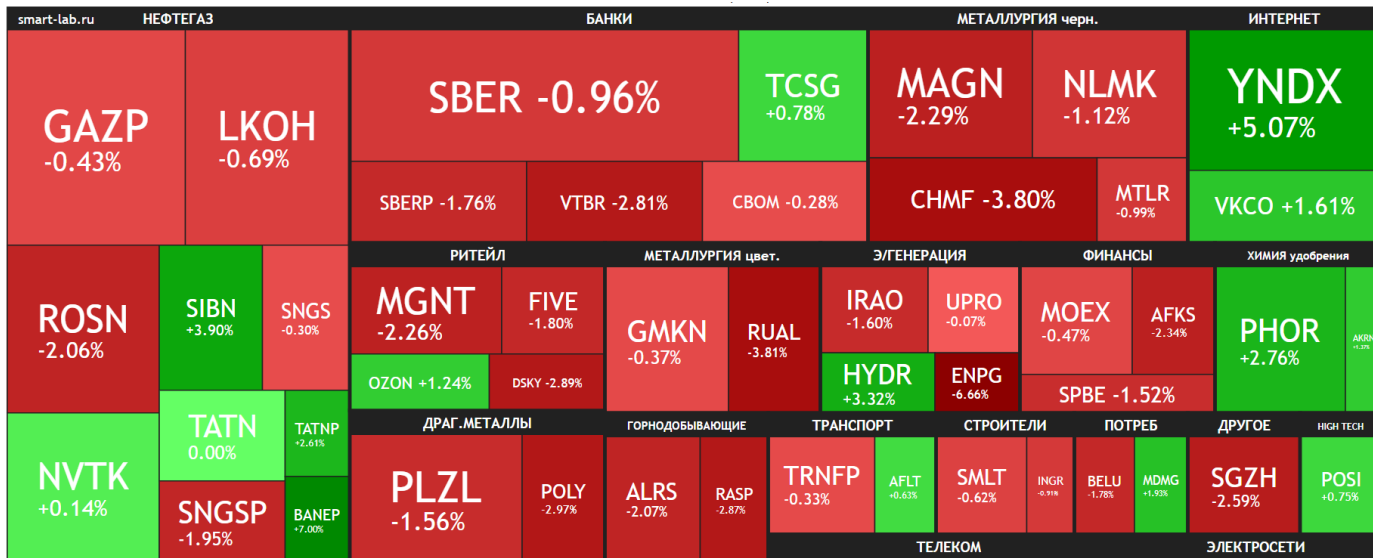 smart-lab.ru
НЕФТЕГАЗ
GAZP
-0.43%
LKOH
-0.69%
ROSN
-2.06%
SIBN
+3.90%
SNGS
-0.30%
NVTK
+0.14%
TATN
0.00%
TATNP
+2.61%
SNGSP
-1.95%
BANEP
+7.00%
БАНКИ
SBER -0.96%
TCSG
+0.78%
SBERP -1.76%
VTBR -2.81%
CBOM -0.28%
МЕТАЛЛУРГИЯ черн.
MAGN
-2.29%
NLMK
-1.12%
CHMF -3.80%
MTLR
-0.99%
ИНТЕРНЕТ
YNDX
+5.07%
VKCO +1.61%
РИТЕЙЛ
MGNT
-2.26%
FIVE
-1.80%
OZON +1.24%
DSKY -2.89%
МЕТАЛЛУРГИЯ цвет.
GMKN
-0.37%
RUAL
-3.81%
Э/ГЕНЕРАЦИЯ
IRAO
-1.60%
UPRO
-0.07%
HYDR
+3.32%
ENPG
-6.66%
ФИНАНСЫ
MOEX
-0.47%
AFKS
-2.34%
SPBE -1.52%
ХИМИЯ удобрения
PHOR
+2.76%
AKRN
+1.37%
ДРАГ.МЕТАЛЛЫ
PLZL
-1.56%
POLY
-2.97%
ГОРНОДОБЫВАЮЩИЕ
ALRS
-2.07%
RASP
-2.87%
ТРАНСПОРТ
TRNFP
-0.33%
AFLT
+0.63%
СТРОИТЕЛИ
SMLT
-0.62%
INGR
-0.91%
ПОТРЕБ
BELU
-1.78%
MDMG
+1.93%
ДРУГОЕ
SGZH
-2.59%
HIGH TECH
POSI
+0.75%
ТЕЛЕКОМ
ЭЛЕКТРОСЕТИ